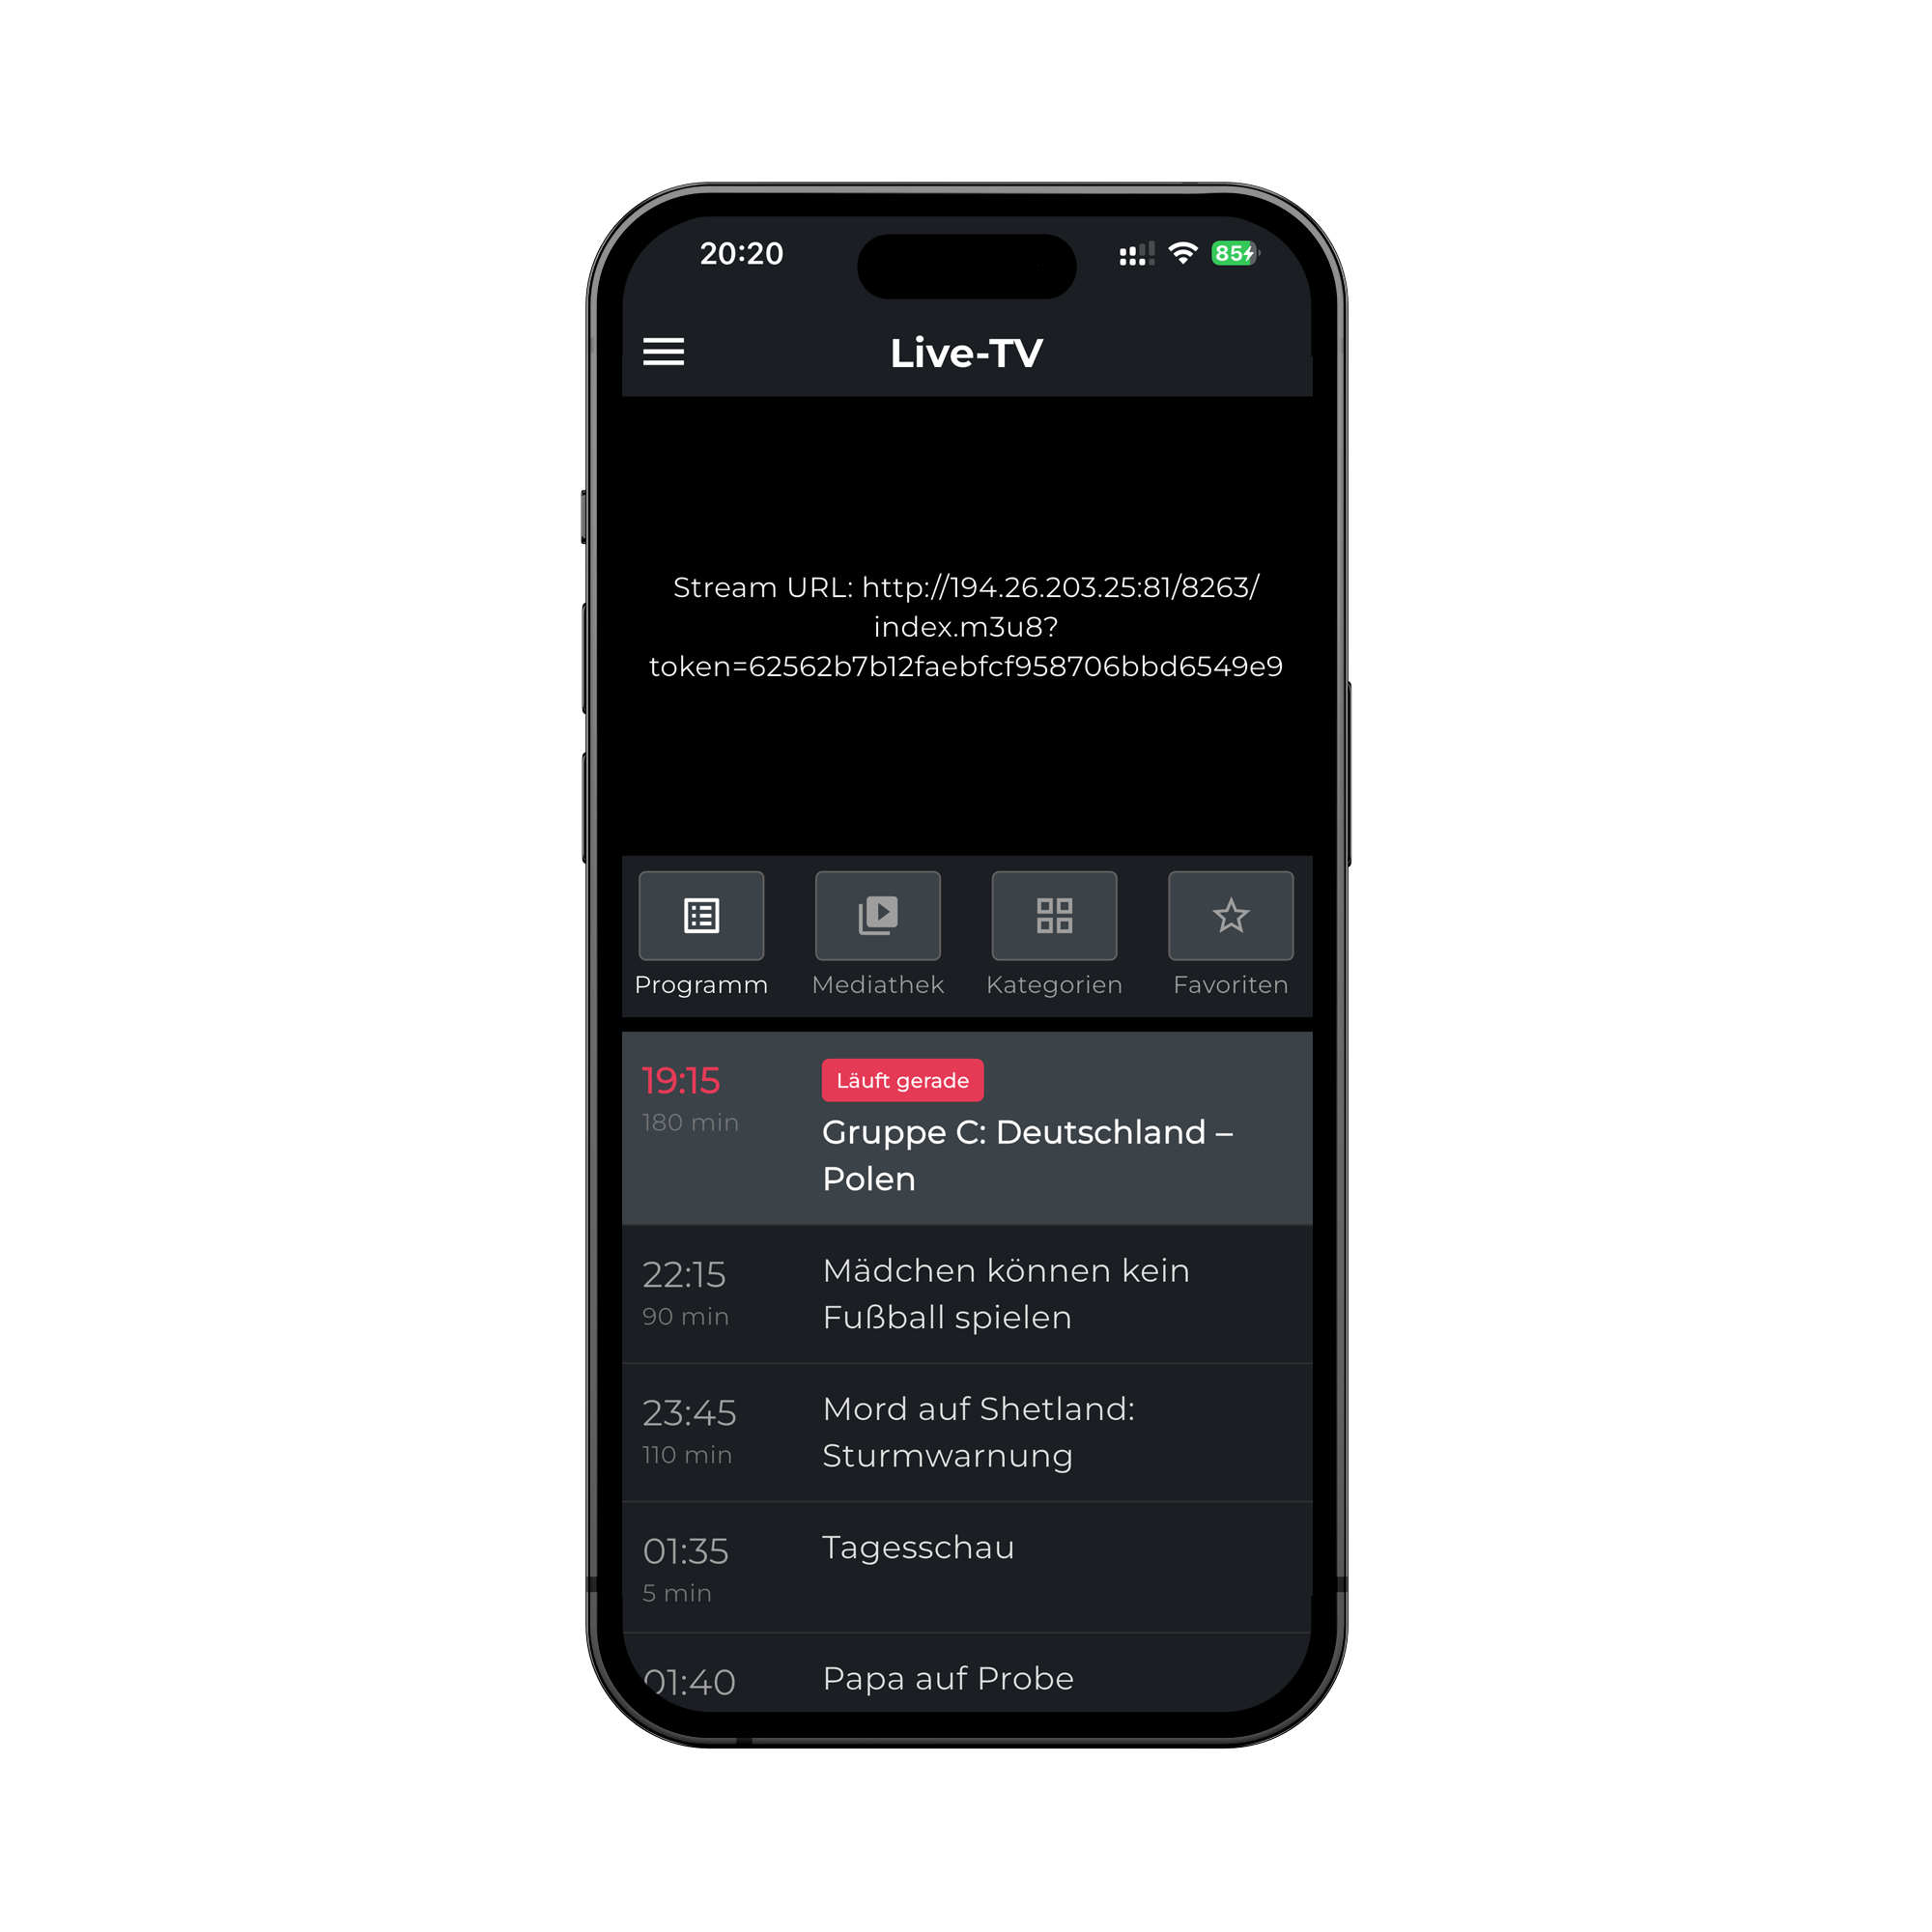 20:20
85
Live-TV
Stream URL: http://194.26.203.25:81/8263/
index.m3u8?
token=62562b7b12faebfcf958706bbd6549e9
Programm
Mediathek
Kategorien
Favoriten
19:15
Läuft gerade
180 min
Gruppe C: Deutschland –
Polen
22:15
Mädchen können kein
90 min
Fußball spielen
23:45
Mord auf Shetland:
110 min
Sturmwarnung
01:35
Tagesschau
5 min
01:40
Papa auf Probe